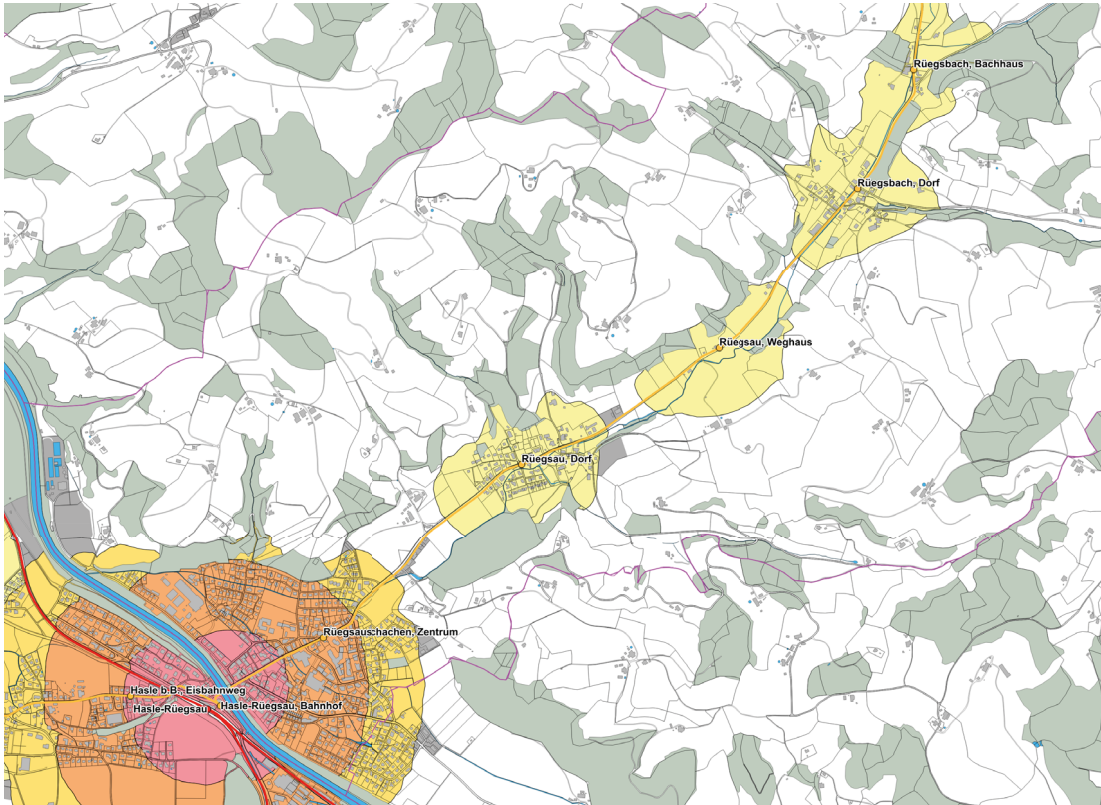 Rüegsbach, Bachhaus
Rüegsbach, Dorf
Rüegsau, Weghaus
Rüegsau, Dorf
Rüegsauschachen, Zentrum
Hasle b.B., Eisbahnweg
Hasle-Rüegsau
Hasle-Rüegsau, Bahnhof